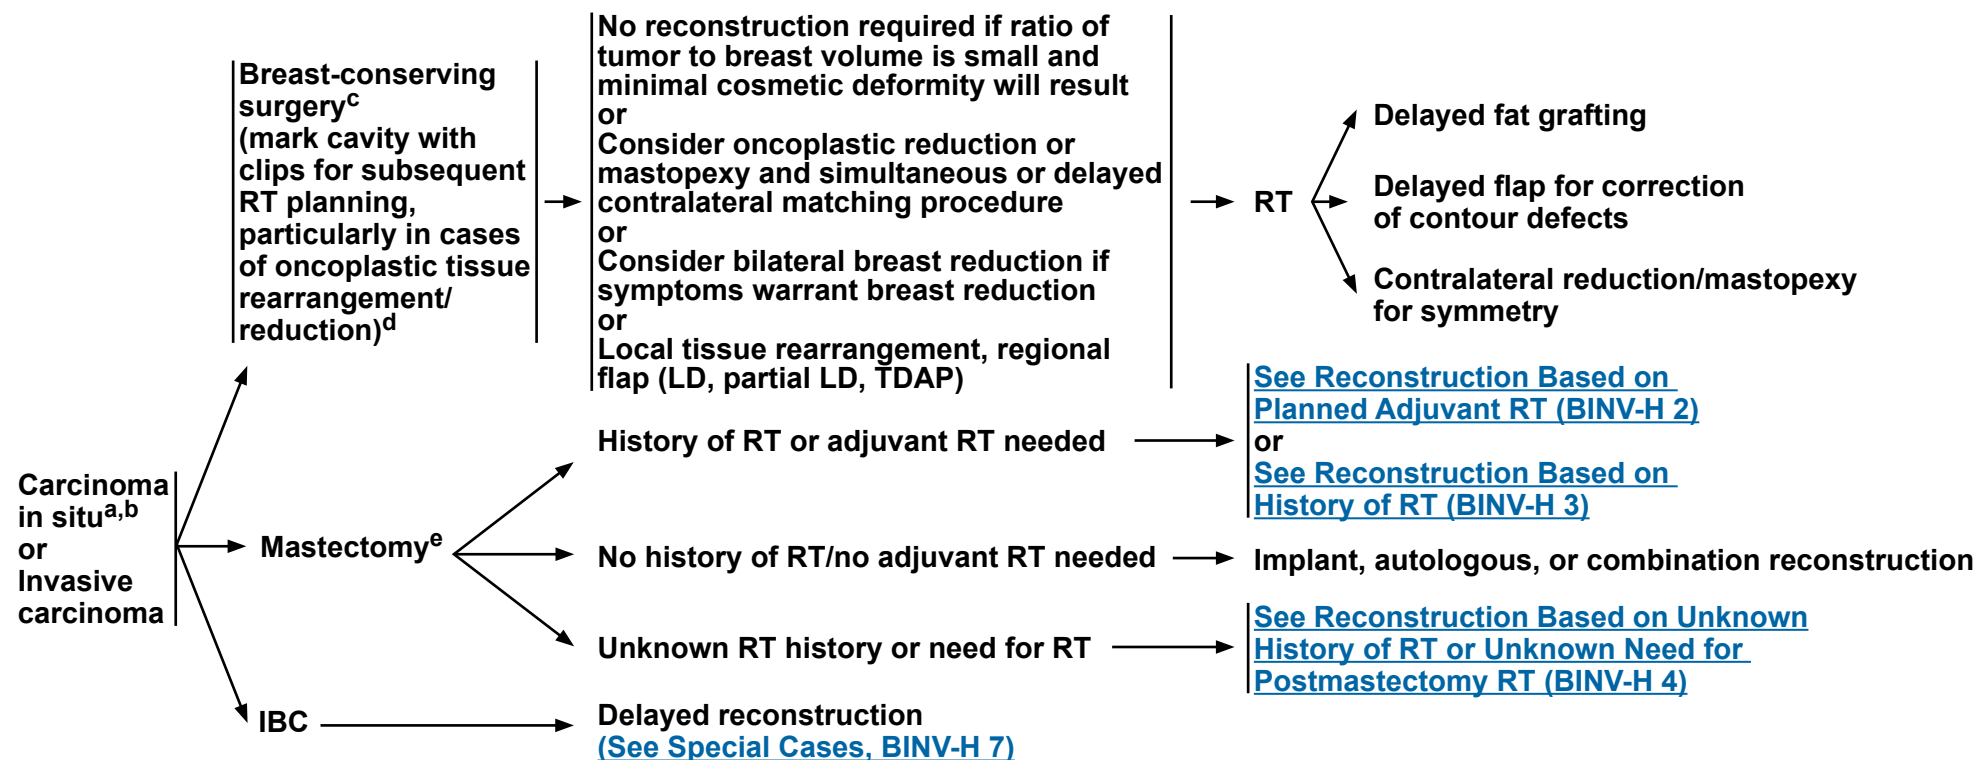 Carcinoma
in situa,b
or
Invasive
carcinoma
Breast-conserving
surgeryc
(mark cavity with
clips for subsequent
RT planning,
particularly in cases
of oncoplastic tissue
rearrangement/
reduction)d
No reconstruction required if ratio of
tumor to breast volume is small and
minimal cosmetic deformity will result
or
Consider oncoplastic reduction or
mastopexy and simultaneous or delayed
contralateral matching procedure
or
Consider bilateral breast reduction if
symptoms warrant breast reduction
or
Local tissue rearrangement, regional
flap (LD, partial LD, TDAP)
RT
Delayed fat grafting
Delayed flap for correction
of contour defects
Contralateral reduction/mastopexy
for symmetry
Mastectomye
History of RT or adjuvant RT needed
See Reconstruction Based on
Planned Adjuvant RT (BINV-H 2)
or
See Reconstruction Based on
History of RT (BINV-H 3)
No history of RT/no adjuvant RT needed
Implant, autologous, or combination reconstruction
Unknown RT history or need for RT
See Reconstruction Based on Unknown
History of RT or Unknown Need for
Postmastectomy RT (BINV-H 4)
IBC
Delayed reconstruction
(See Special Cases, BINV-H 7)